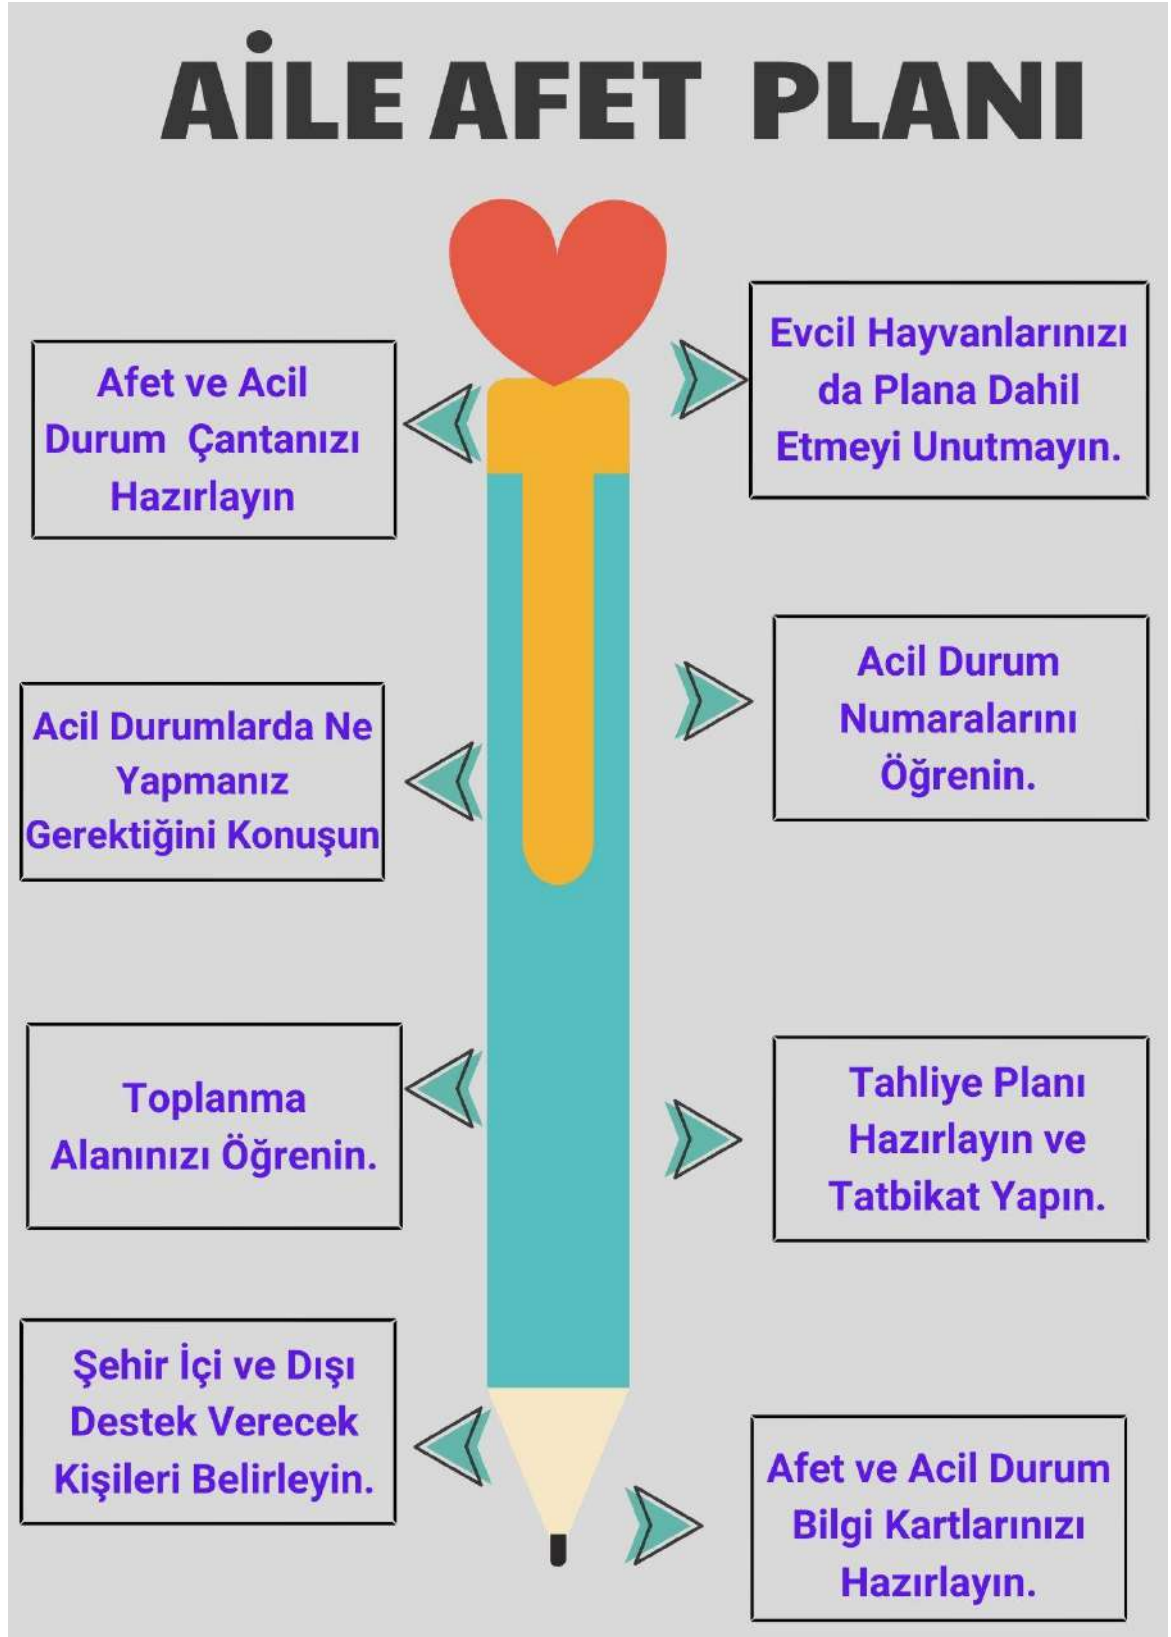 AİLE AFET PLANI
Afet ve Acil
Durum Çantanızı
Hazırlayın
Evcil Hayvanlarınızı
da Plana Dahil
Etmeyi Unutmayın.
Acil Durumlarda Ne
Yapmanız
Gerektiğini Konuşun
Acil Durum
Numaralarını
Öğrenin.
Toplanma
Alanınızı Öğrenin.
Tahliye Planı
Hazırlayın ve
Tatbikat Yapın.
Şehir İçi ve Dışı
Destek Verecek
Kişileri Belirleyin.
Afet ve Acil Durum
Bilgi Kartlarınızı
Hazırlayın.